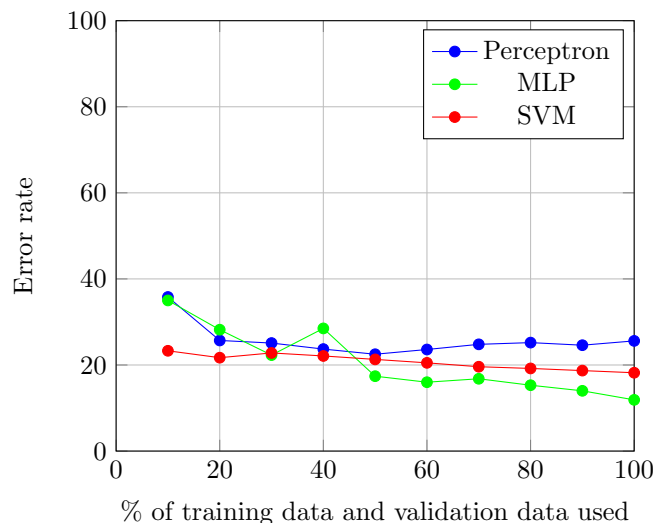 100
80
60
40
20
0
0 20 40 60 80 100
Error rate
% of training data and validation data used
Perceptron
MLP
SVM